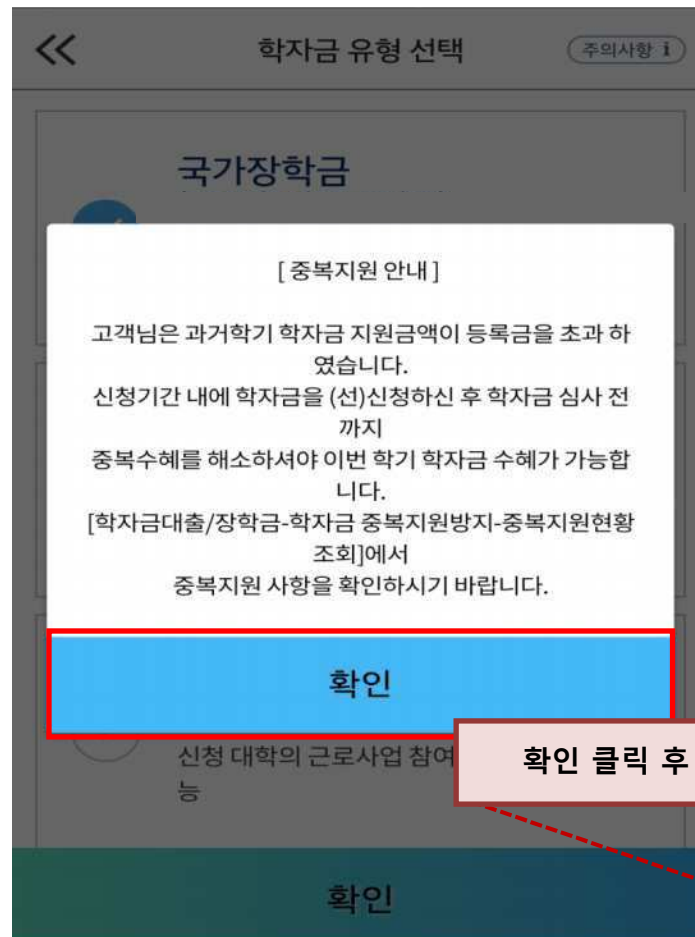 학자금 유형 선택
주의사항 i
국가장학금
[ 중복지원 안내 ]
고객님은 과거학기 학자금 지원금액이 등록금을 초과 하
였습니다.
신청기간 내에 학자금을 (선)신청하신 후 학자금 심사 전
까지
중복수혜를 해소하셔야 이번 학기 학자금 수혜가 가능합
니다.
[학자금대출/장학금-학자금 중복지원방지-중복지원현황
조회]에서
중복지원 사항을 확인하시기 바랍니다.
확인
신청 대학의 근로사업 참여
능
확인 클릭 후
확인